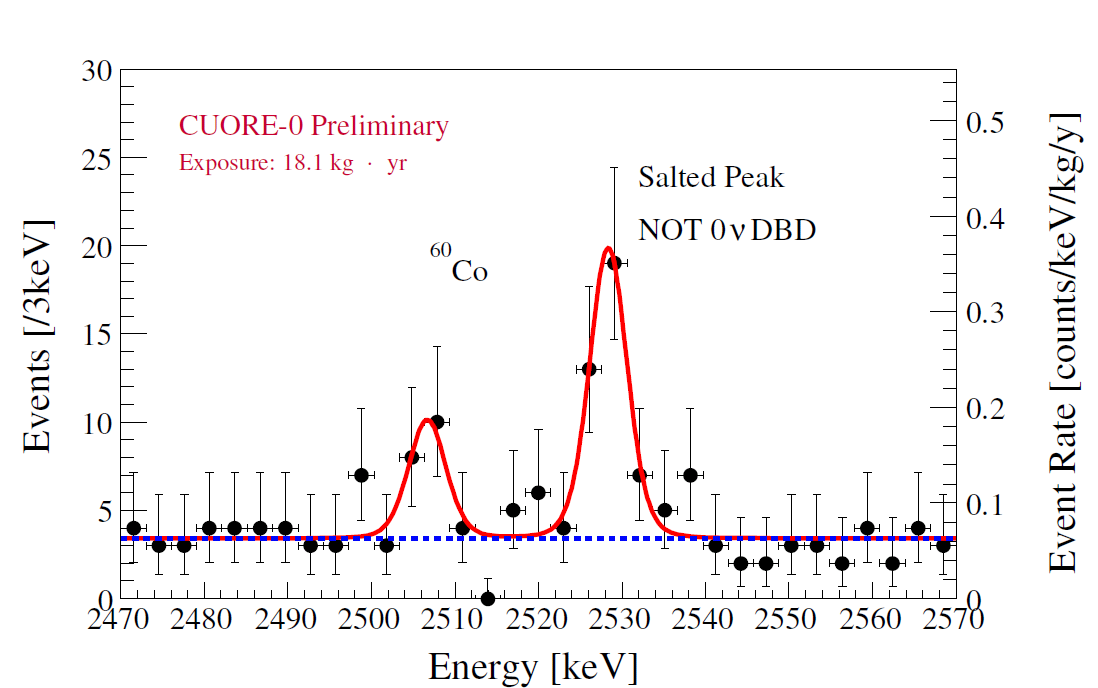 CUORE-0 Preliminary
Exposure: 18.1 kg · yr
Salted Peak
NOT 0νDBD
60Co
Events [/3keV]
30
25
20
15
10
5
0
Event Rate [counts/keV/kg/y]
0.5
0.4
0.3
0.2
0.1
0
2470 2480 2490 2500 2510 2520 2530 2540 2550 2560 2570
Energy [keV]